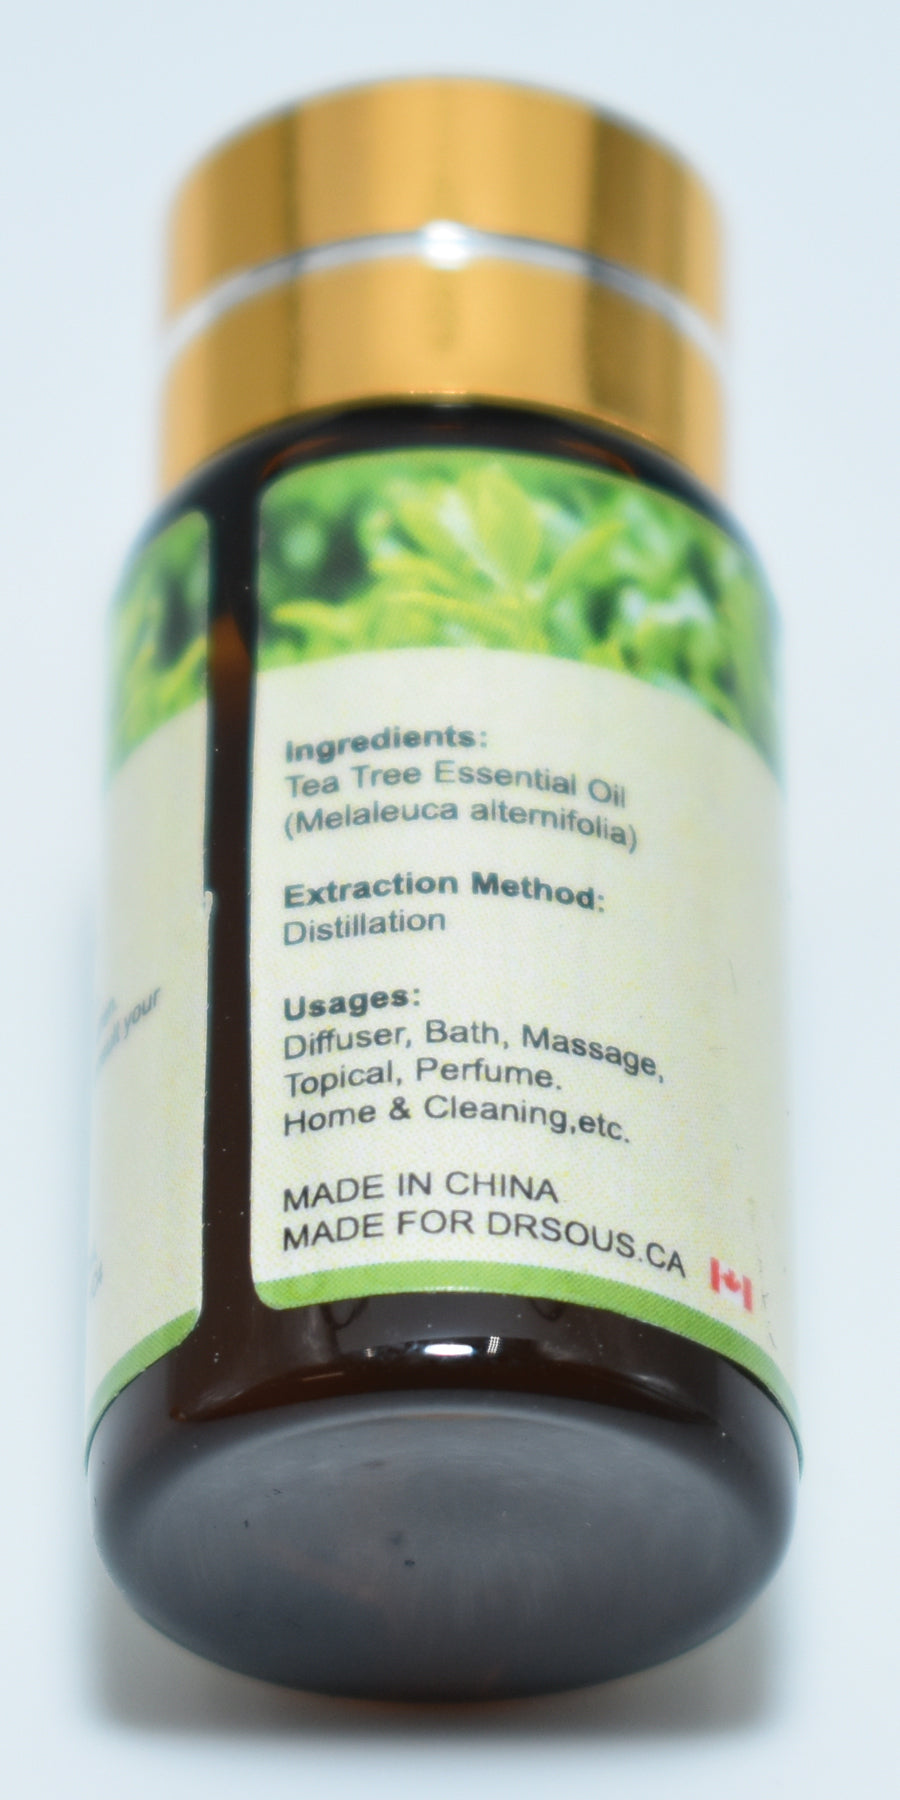 Ingredients:
Tea Tree Essential Oil
(Melaleuca alternifolia)
Extraction Method:
Distillation
Usages:
Diffuser, Bath, Massage,
Topical, Perfume.
Home & Cleaning,etc.
MADE IN CHINA
MADE FOR DRSOUS.CA
your